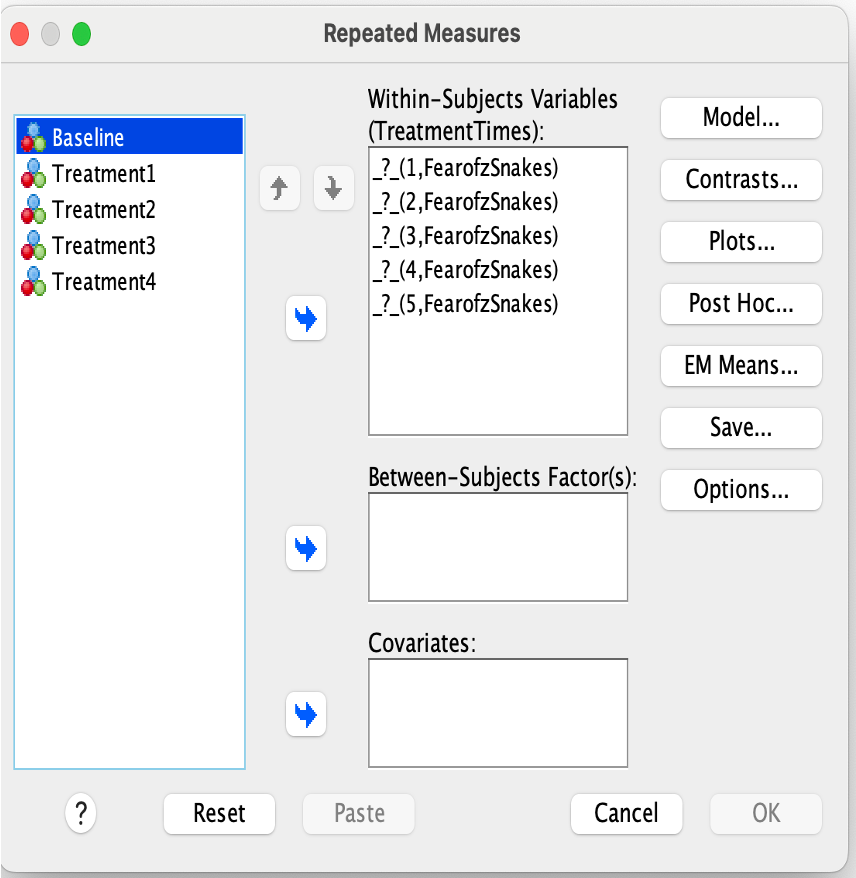 Repeated Measures
Baseline
Treatment1
Treatment2
Treatment3
Treatment4
Within-Subjects Variables
(TreatmentTimes):
_?_(1,FearofzSnakes)
_?_(2,FearofzSnakes)
_?_(3,FearofzSnakes)
_?_(4,FearofzSnakes)
_?_(5,FearofzSnakes)
Between-Subjects Factor(s):
Covariates:
Model...
Contrasts...
Plots...
Post Hoc...
EM Means...
Save...
Options...
?
Reset
Paste
Cancel
OK